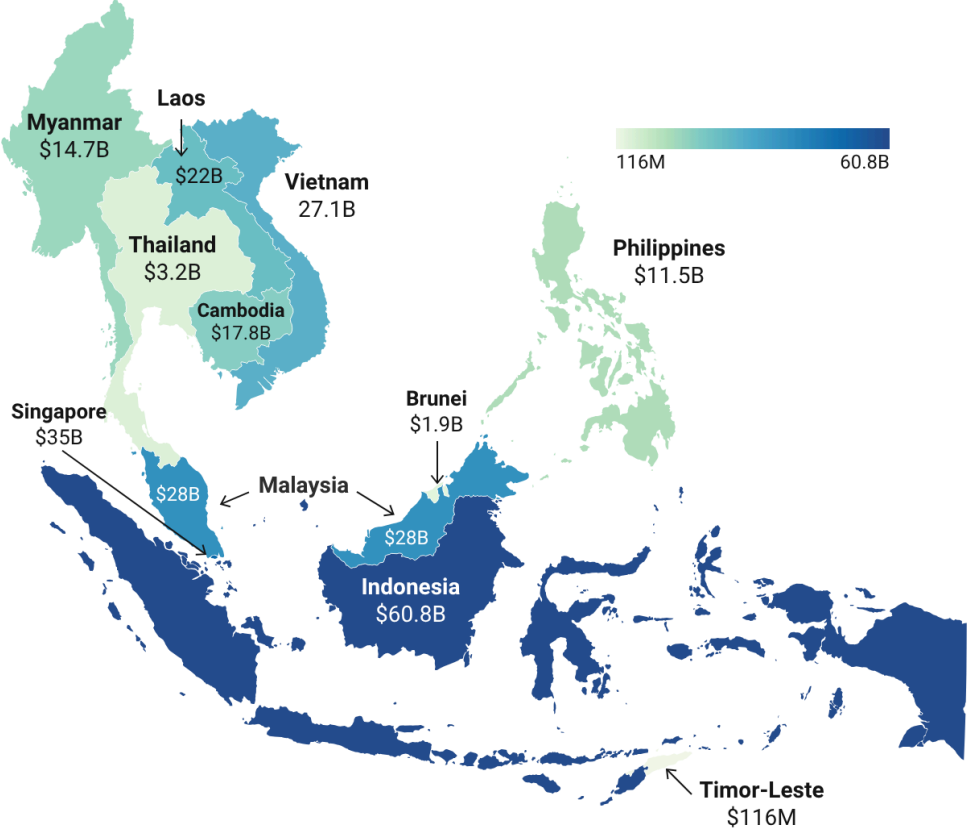 Laos
Myanmar
$14.7B
116M
60.8B
$22B
Vietnam
27.1B
Thailand
$3.2B
Philippines
$11.5B
Cambodia
$17.8B
Brunei
$1.9B
Singapore
$35B
Malaysia
$28B
$28B
Indonesia
$60.8B
Timor-Leste
$116M